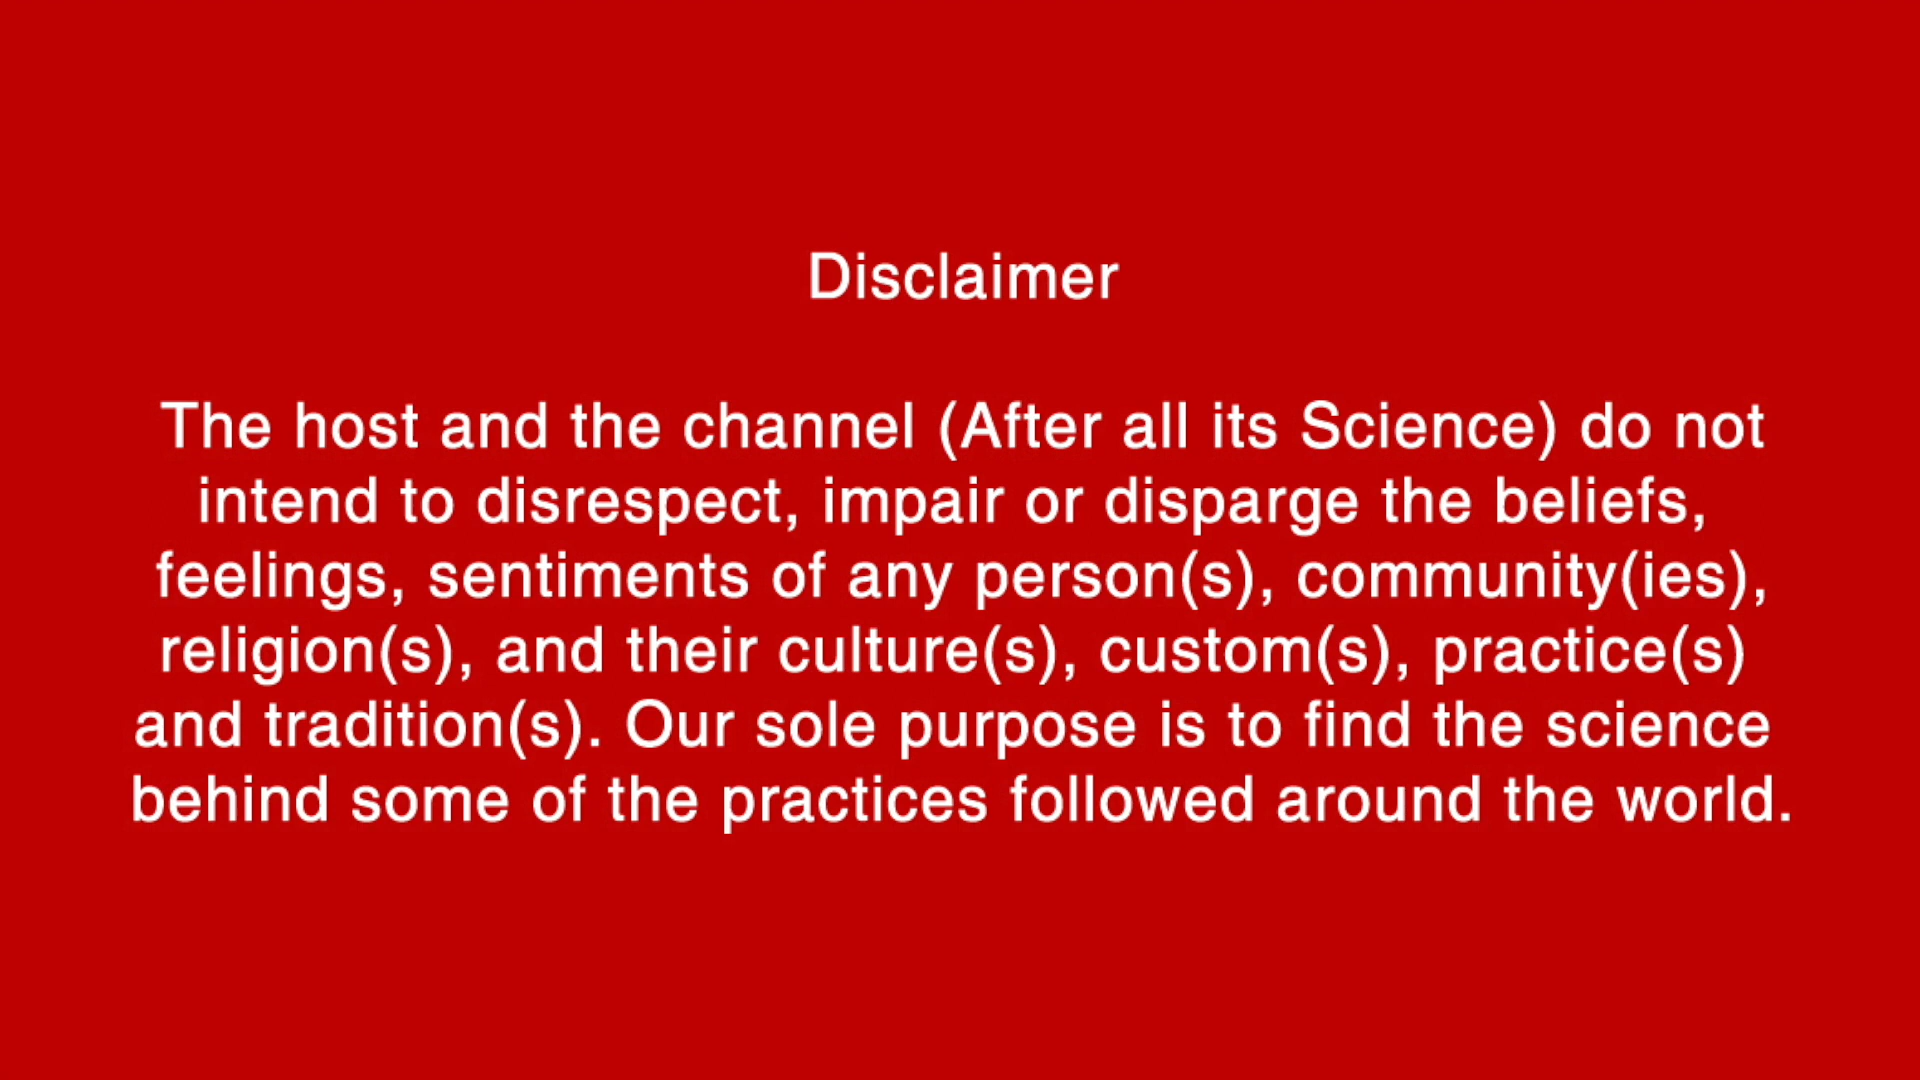 Disclaimer
The host and the channel (After all its Science) do not
intend to disrespect, impair or disparge the beliefs,
feelings, sentiments of any person(s), community(ies),
religion(s), and their culture(s), custom(s), practice(s)
and tradition(s). Our sole purpose is to find the science
behind some of the practices followed around the world.